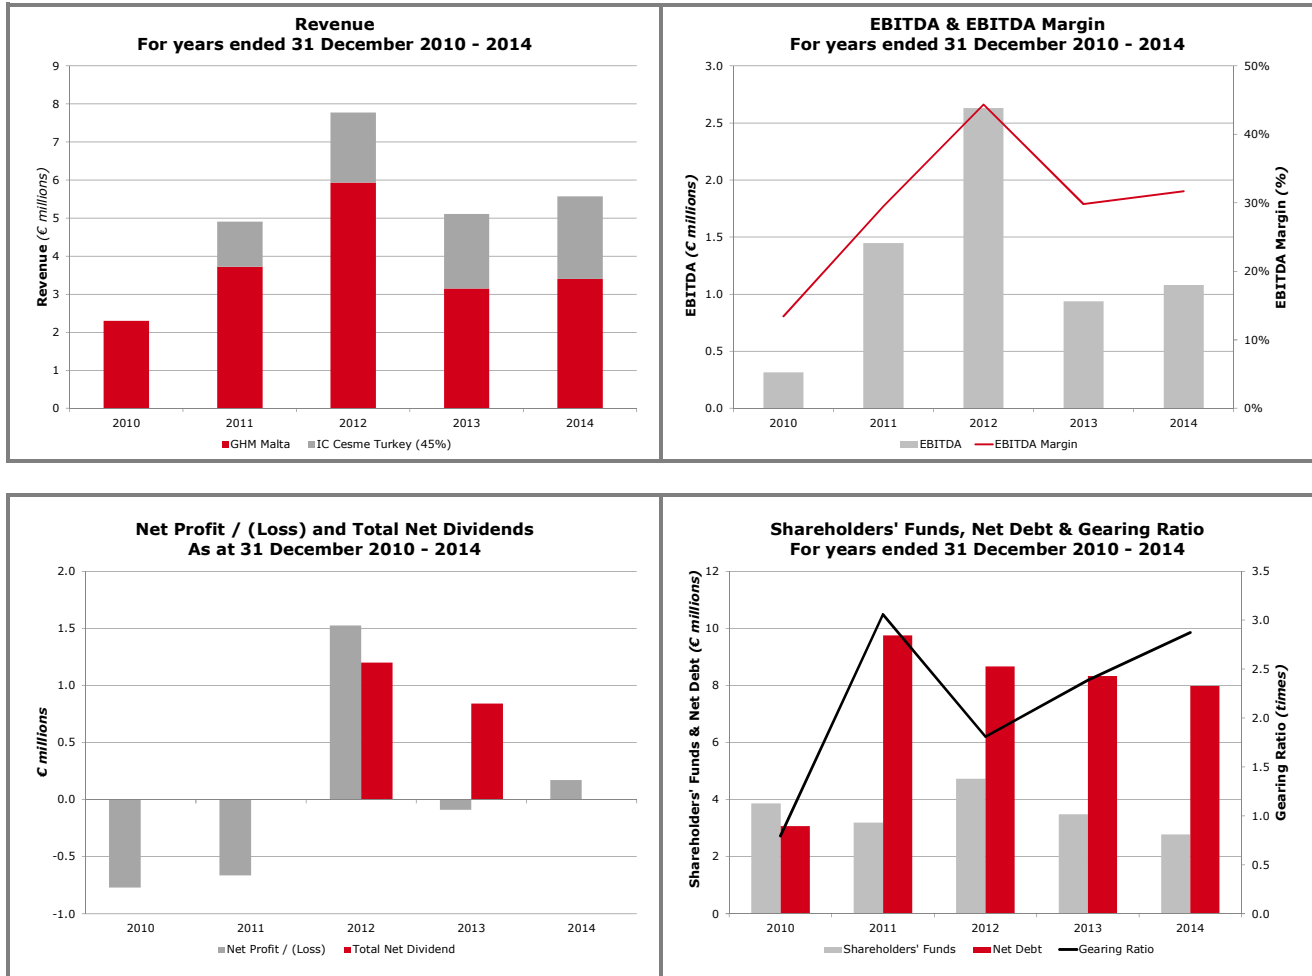 Revenue
For years ended 31 December 2010 - 2014
Revenue (€ millions)
9
8
7
6
5
4
3
2
1
0
2010 2011 2012 2013 2014
GHM Malta IC Cesme Turkey (45%)
EBITDA & EBITDA Margin
For years ended 31 December 2010 - 2014
EBITDA (€ millions)
3.0
2.5
2.0
1.5
1.0
0.5
0.0
50%
40%
30%
20%
10%
0%
EBITDA Margin (%)
2010 2011 2012 2013 2014
EBITDA EBITDA Margin
Net Profit / (Loss) and Total Net Dividends
As at 31 December 2010 - 2014
€ millions
2.0
1.5
1.0
0.5
0.0
-0.5
-1.0
2010 2011 2012 2013 2014
Net Profit / (Loss) Total Net Dividend
Shareholders' Funds, Net Debt & Gearing Ratio
For years ended 31 December 2010 - 2014
Shareholders' Funds & Net Debt (€ millions)
12
10
8
6
4
2
0
3.5
3.0
2.5
2.0
1.5
1.0
0.5
0.0
Gearing Ratio (times)
2010 2011 2012 2013 2014
Shareholders' Funds Net Debt Gearing Ratio